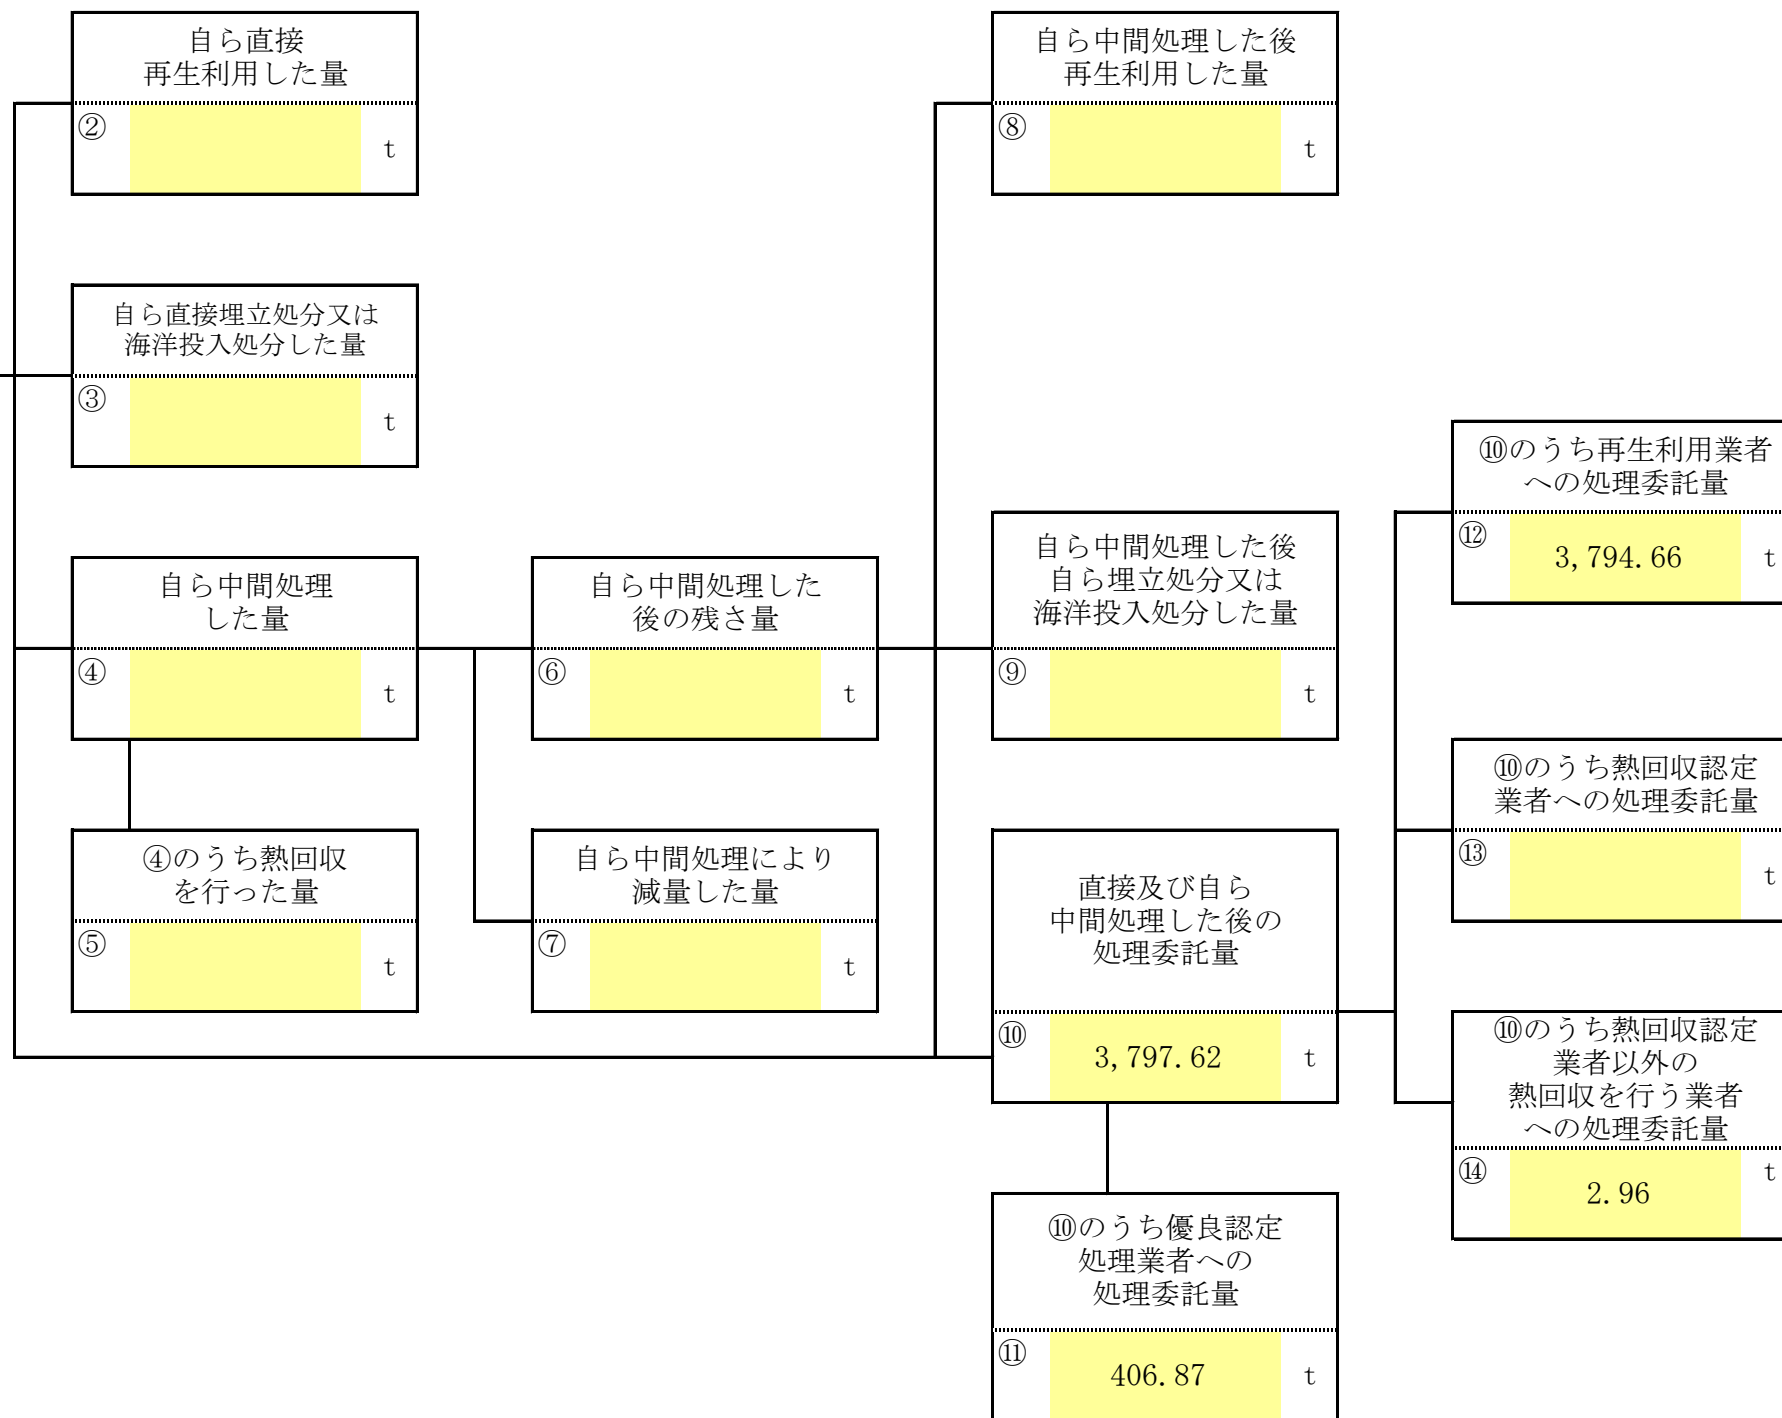 自ら直接
再生利用した量
②
t
自ら中間処理した後
再生利用した量
⑧
t
自ら直接埋立処分又は
海洋投入処分した量
③
t
⑩のうち再生利用業者
への処理委託量
⑫
3,794.66
t
自ら中間処理
した量
④
t
自ら中間処理した
後の残さ量
⑥
t
自ら中間処理した後
自ら埋立処分又は
海洋投入処分した量
⑨
t
⑩のうち熱回収認定
業者への処理委託量
⑬
t
④のうち熱回収
を行った量
⑤
t
自ら中間処理により
減量した量
⑦
t
直接及び自ら
中間処理した後の
処理委託量
⑩
3,797.62
t
⑩のうち熱回収認定
業者以外の
熱回収を行う業者
への処理委託量
⑭
2.96
t
⑩のうち優良認定
処理業者への
処理委託量
⑪
406.87
t